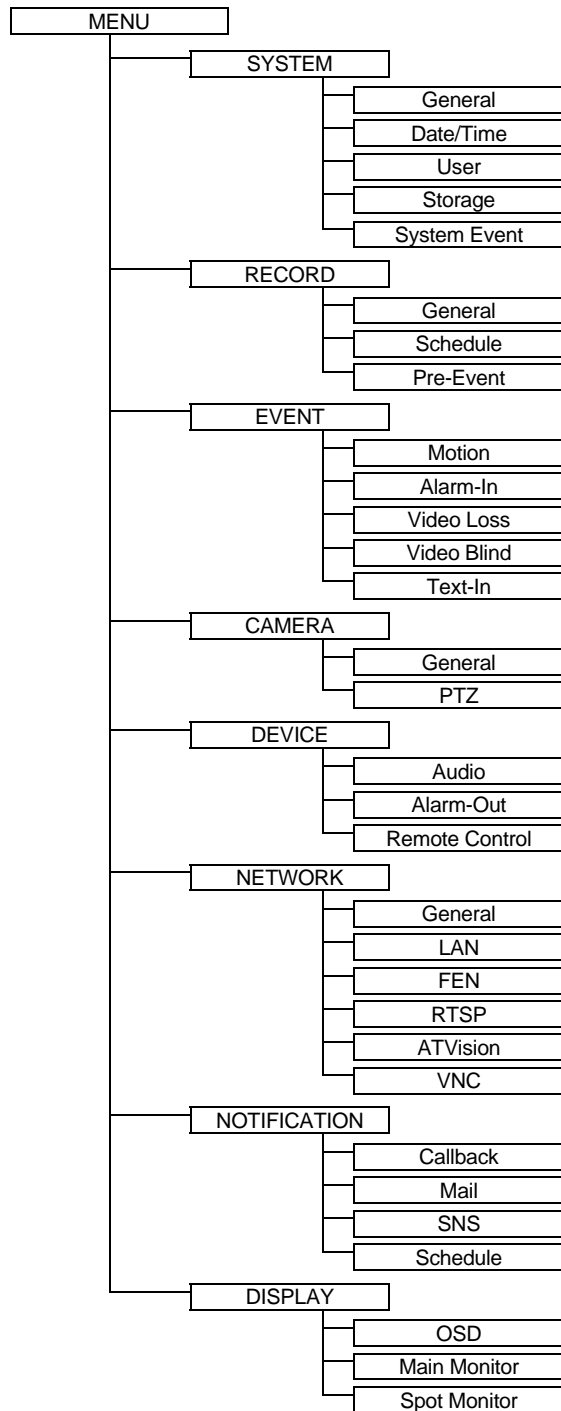 MENU
SYSTEM
General
Date/Time
User
Storage
System Event
RECORD
General
Schedule
Pre-Event
EVENT
Motion
Alarm-In
Video Loss
Video Blind
Text-In
CAMERA
General
PTZ
DEVICE
Audio
Alarm-Out
Remote Control
NETWORK
General
LAN
FEN
RTSP
ATVision
VNC
NOTIFICATION
Callback
Mail
SNS
Schedule
DISPLAY
OSD
Main Monitor
Spot Monitor